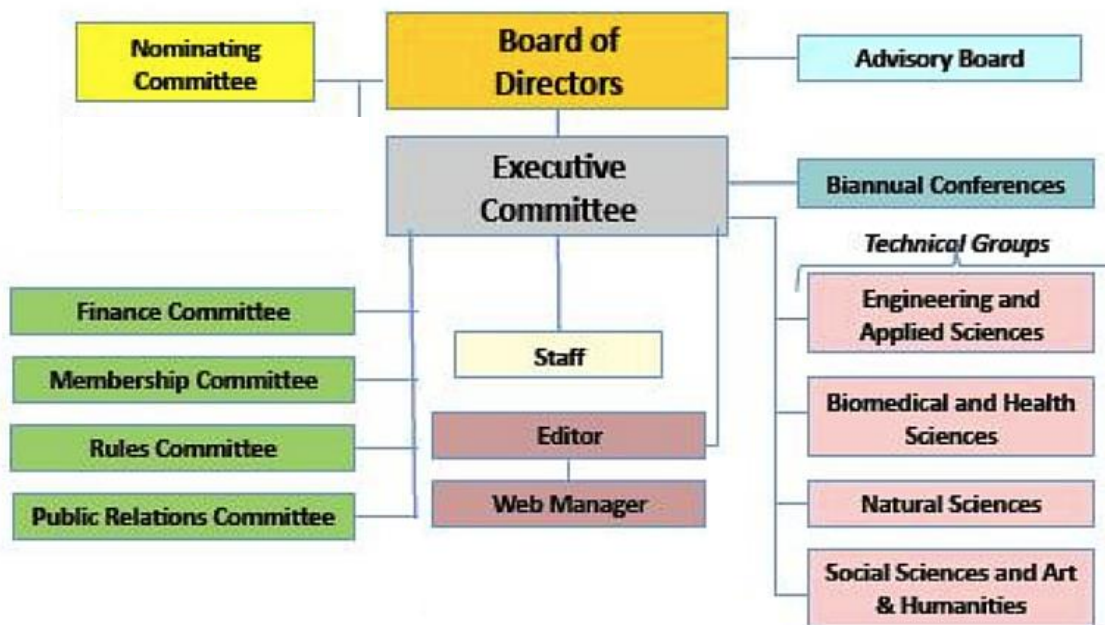 Nominating
Committee
Board of
Directors
Advisory Board
Executive
Committee
Biannual Conferences
Technical Groups
Finance Committee
Membership Committee
Rules Committee
Public Relations Committee
Staff
Editor
Web Manager
Engineering and
Applied Sciences
Biomedical and Health
Sciences
Natural Sciences
Social Sciences and Art
& Humanities